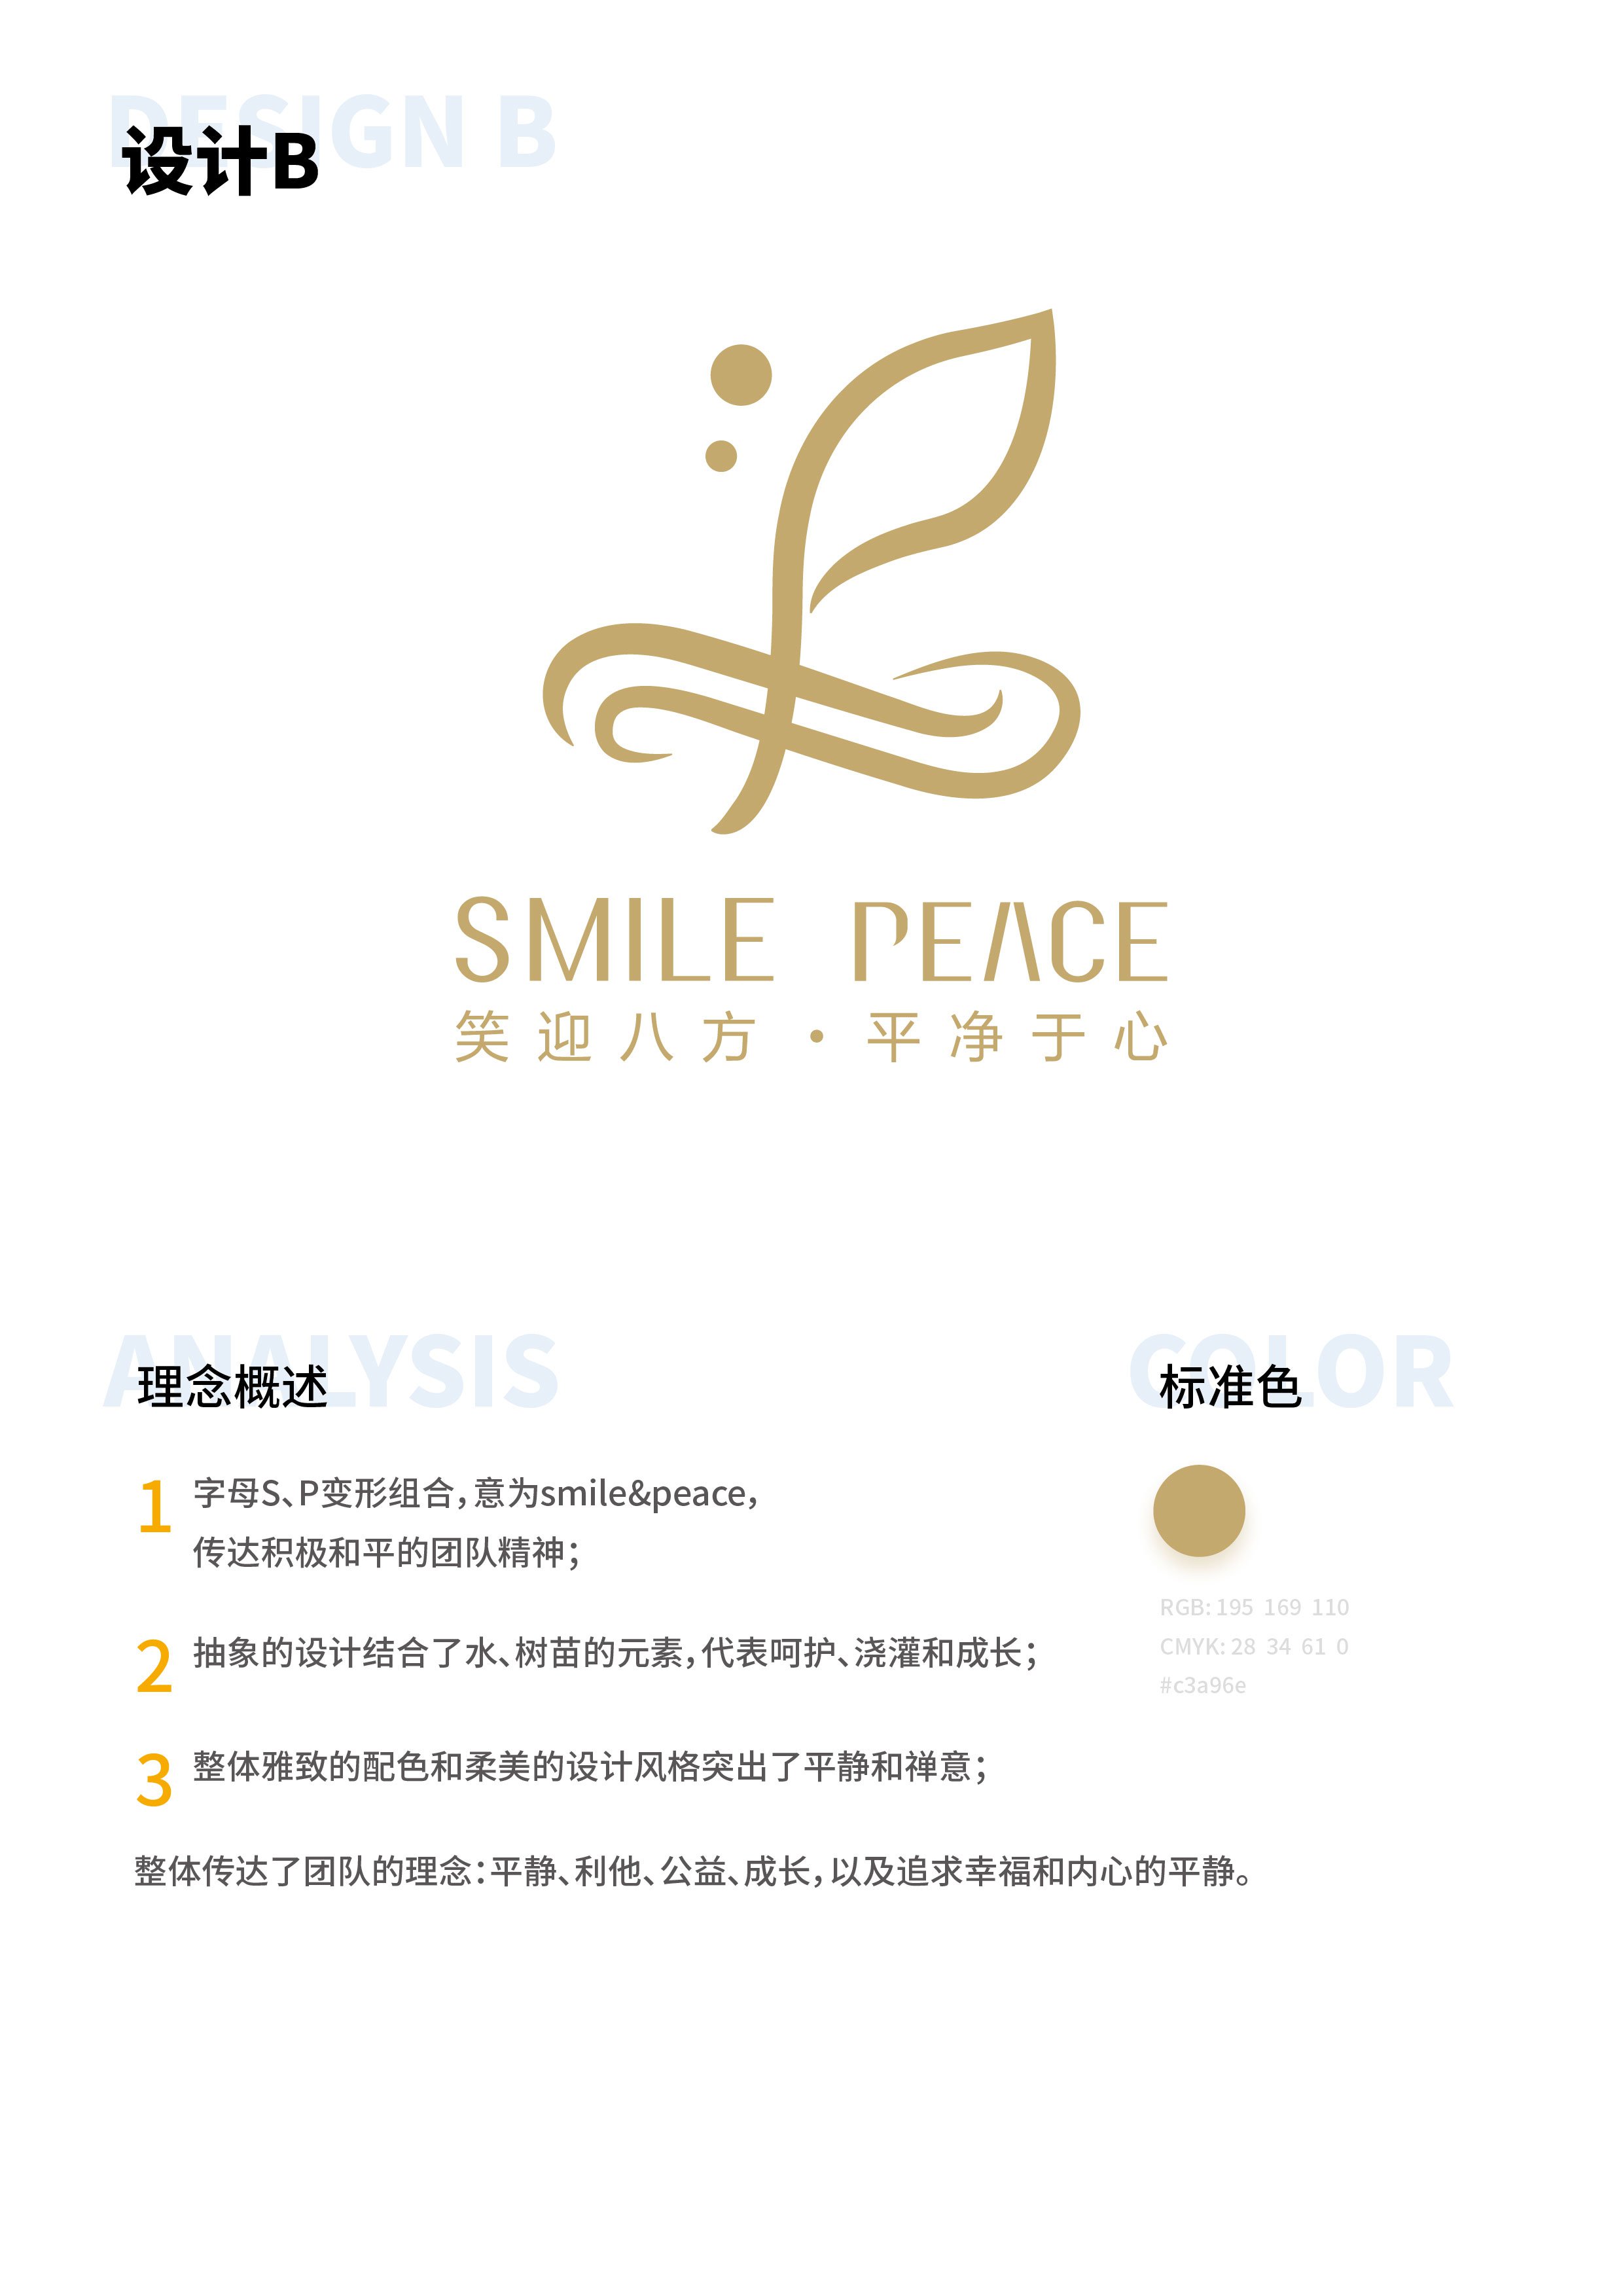 DESIGN B
设计B
SMILE PEACE
笑迎八方·平净于心
ANALYSIS
理念概述
COLOR
标准色
1 字母S、P变形组合，意为smile&peace，
传达积极和平的团队精神；
2 抽象的设计结合了水、树苗的元素，代表呵护、浇灌和成长；
3 整体雅致的配色和柔美的设计风格突出了平静和禅意；
整体传达了团队的理念：平静、利他、公益、成长，以及追求幸福和内心的平静。
RGB: 195 169 110
CMYK: 28 34 61 0
#c3a96e